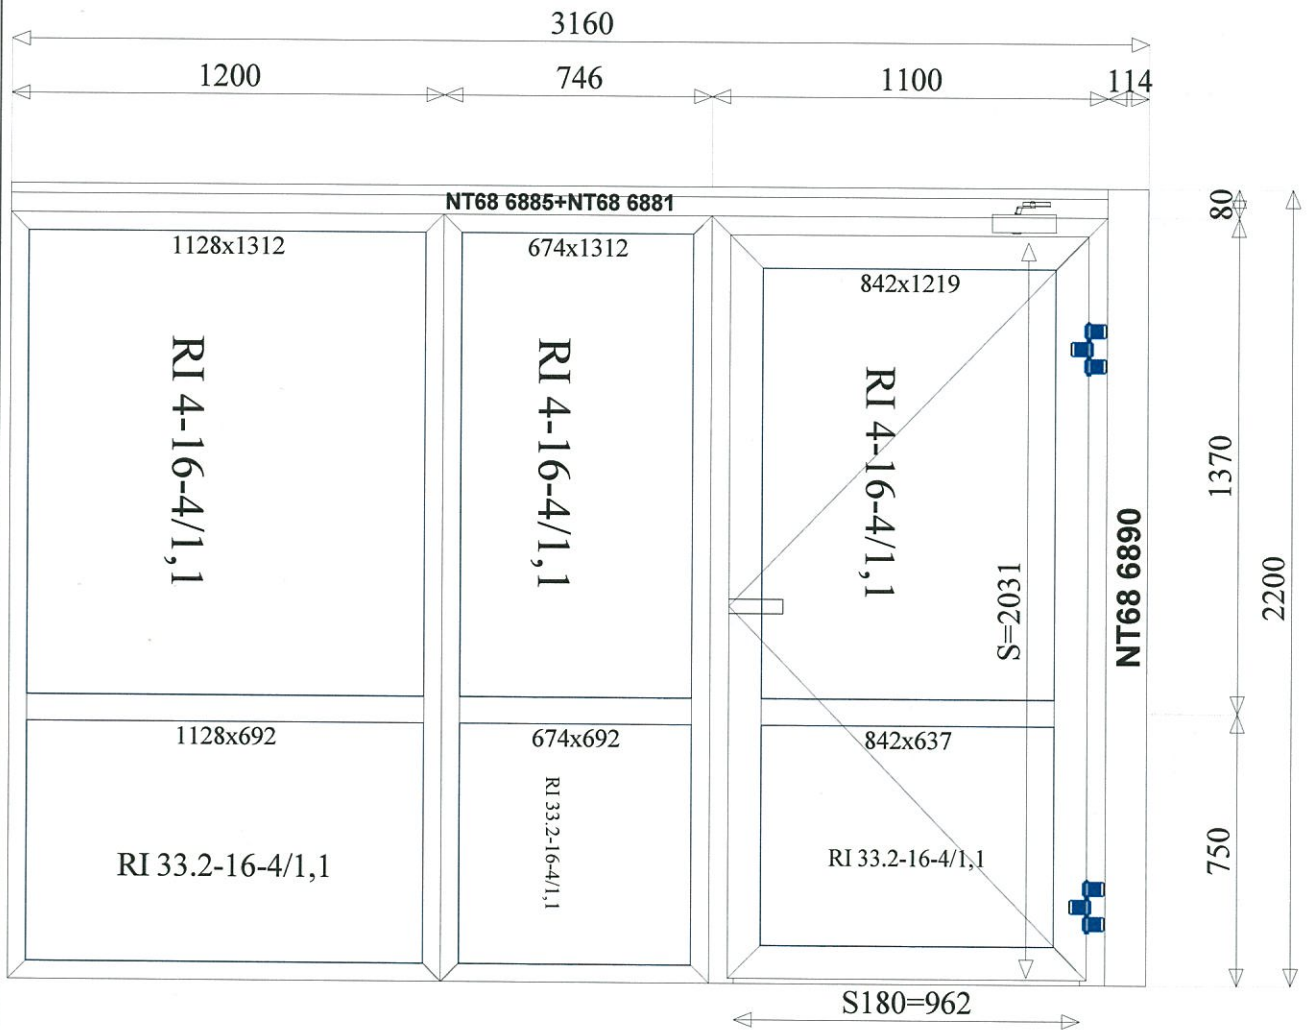 3160
1200
746
1100
114
NT68 6885+NT68 6881
80
1128x1312
674x1312
842x1219
RI 4-16-4/1,1
RI 4-16-4/1,1
RI 4-16-4/1,1
1370
S=2031
NT68 6890
2200
1128x692
674x692
842x637
RI 33.2-16-4/1,1
RI 33.2-16-4/1,1
RI 33.2-16-4/1,1
750
S180=962